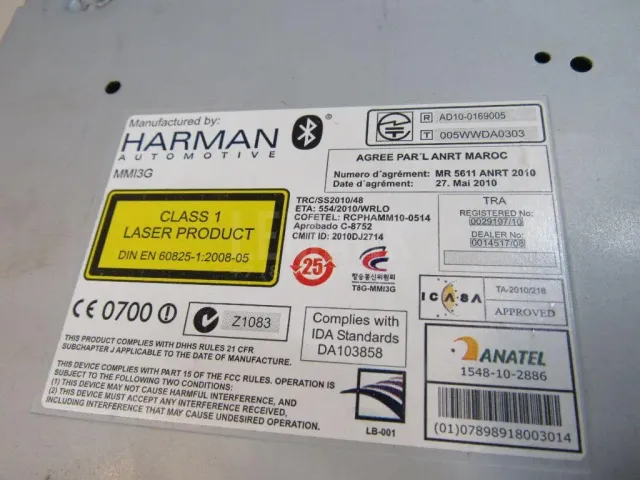 Manufactured by:
HARMAN
AUTOMOTIVE
MMI3G
CLASS 1
LASER PRODUCT
DIN EN 60825-1:2008-05
R AD10-0169005
T 005WWDA0303
AGREE PAR'L ANRT MAROC
Numero d'agrément: MR 5611 ANRT 2010
Date d'agrément: 27. Mai 2010
TRC/SS2010/48
ETA: 554/2010/WRLO
COFETEL: RCPHAMM10-0514
Aprobado C-8752
CMIIT ID: 2010DJ2714
TRA
REGISTERED No:
0029197/10
DEALER No:
0014517/08
25
방송통신위원회
T8G-MMI3G
ICASA
TA-2010/218
APPROVED
CE 0700
N
Z1083
Complies with
IDA Standards
DA103858
ANATEL
1548-10-2886
(01)07898918003014
THIS PRODUCT COMPLIES WITH DHHS RULES 21 CFR
SUBCHAPTER J APPLICABLE TO THE DATE OF MANUFACTURE.
THIS DEVICE COMPLIES WITH PART 15 OF THE FCC RULES. OPERATION IS
SUBJECT TO THE FOLLOWING TWO CONDITIONS:
(1) THIS DEVICE MAY NOT CAUSE HARMFUL INTERFERENCE, AND
(2) THIS DEVICE MUST ACCEPT ANY INTERFERENCE RECEIVED,
INCLUDING INTERFERENCE THAT MAY CAUSE UNDESIRED OPERATION.
LB-001